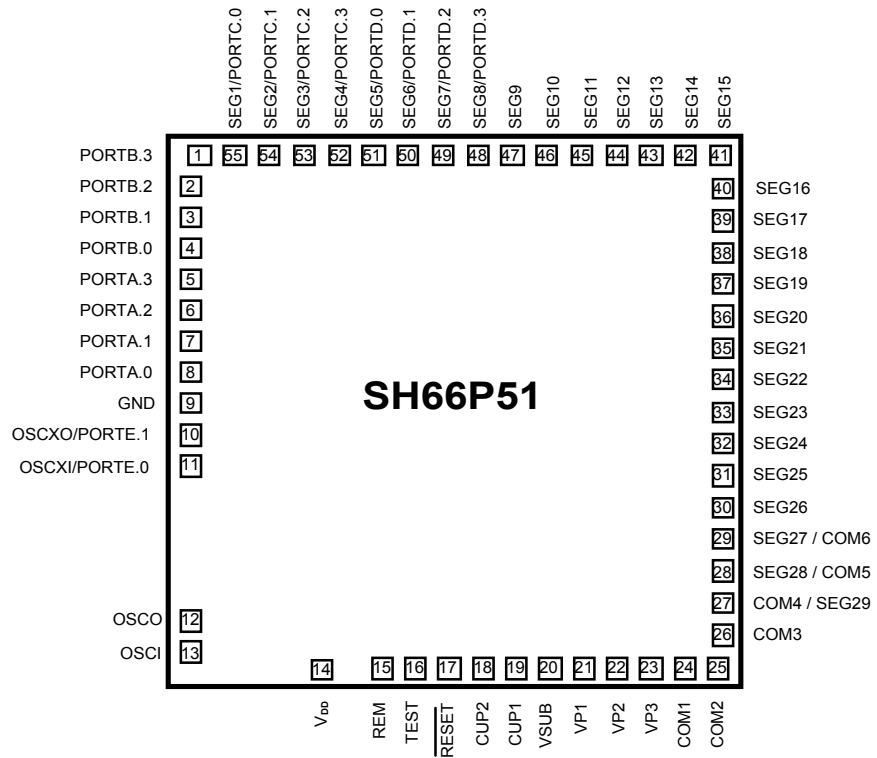 SEG1/PORTC.0
SEG2/PORTC.1
SEG3/PORTC.2
SEG4/PORTC.3
SEG5/PORTD.0
SEG6/PORTD.1
SEG7/PORTD.2
SEG8/PORTD.3
SEG9
SEG10
SEG11
SEG12
SEG13
SEG14
SEG15
PORTB.3 1 55 54 53 52 51 50 49 48 47 46 45 44 43 42 41
PORTB.2 2 40 SEG16
PORTB.1 3 39 SEG17
PORTB.0 4 38 SEG18
PORTA.3 5 37 SEG19
PORTA.2 6 36 SEG20
PORTA.1 7 35 SEG21
PORTA.0 8 34 SEG22
SH66P51
GND 9 33 SEG23
OSCXO/PORTE.1 10 32 SEG24
OSCXI/PORTE.0 11 31 SEG25
30 SEG26
29 SEG27 / COM6
28 SEG28 / COM5
27 COM4 / SEG29
OSCO 12 26 COM3
OSCI 13
14 15 16 17 18 19 20 21 22 23 24 25
VDD
REM
TEST
RESET
CUP2
CUP1
VSUB
VP1
VP2
VP3
COM1
COM2